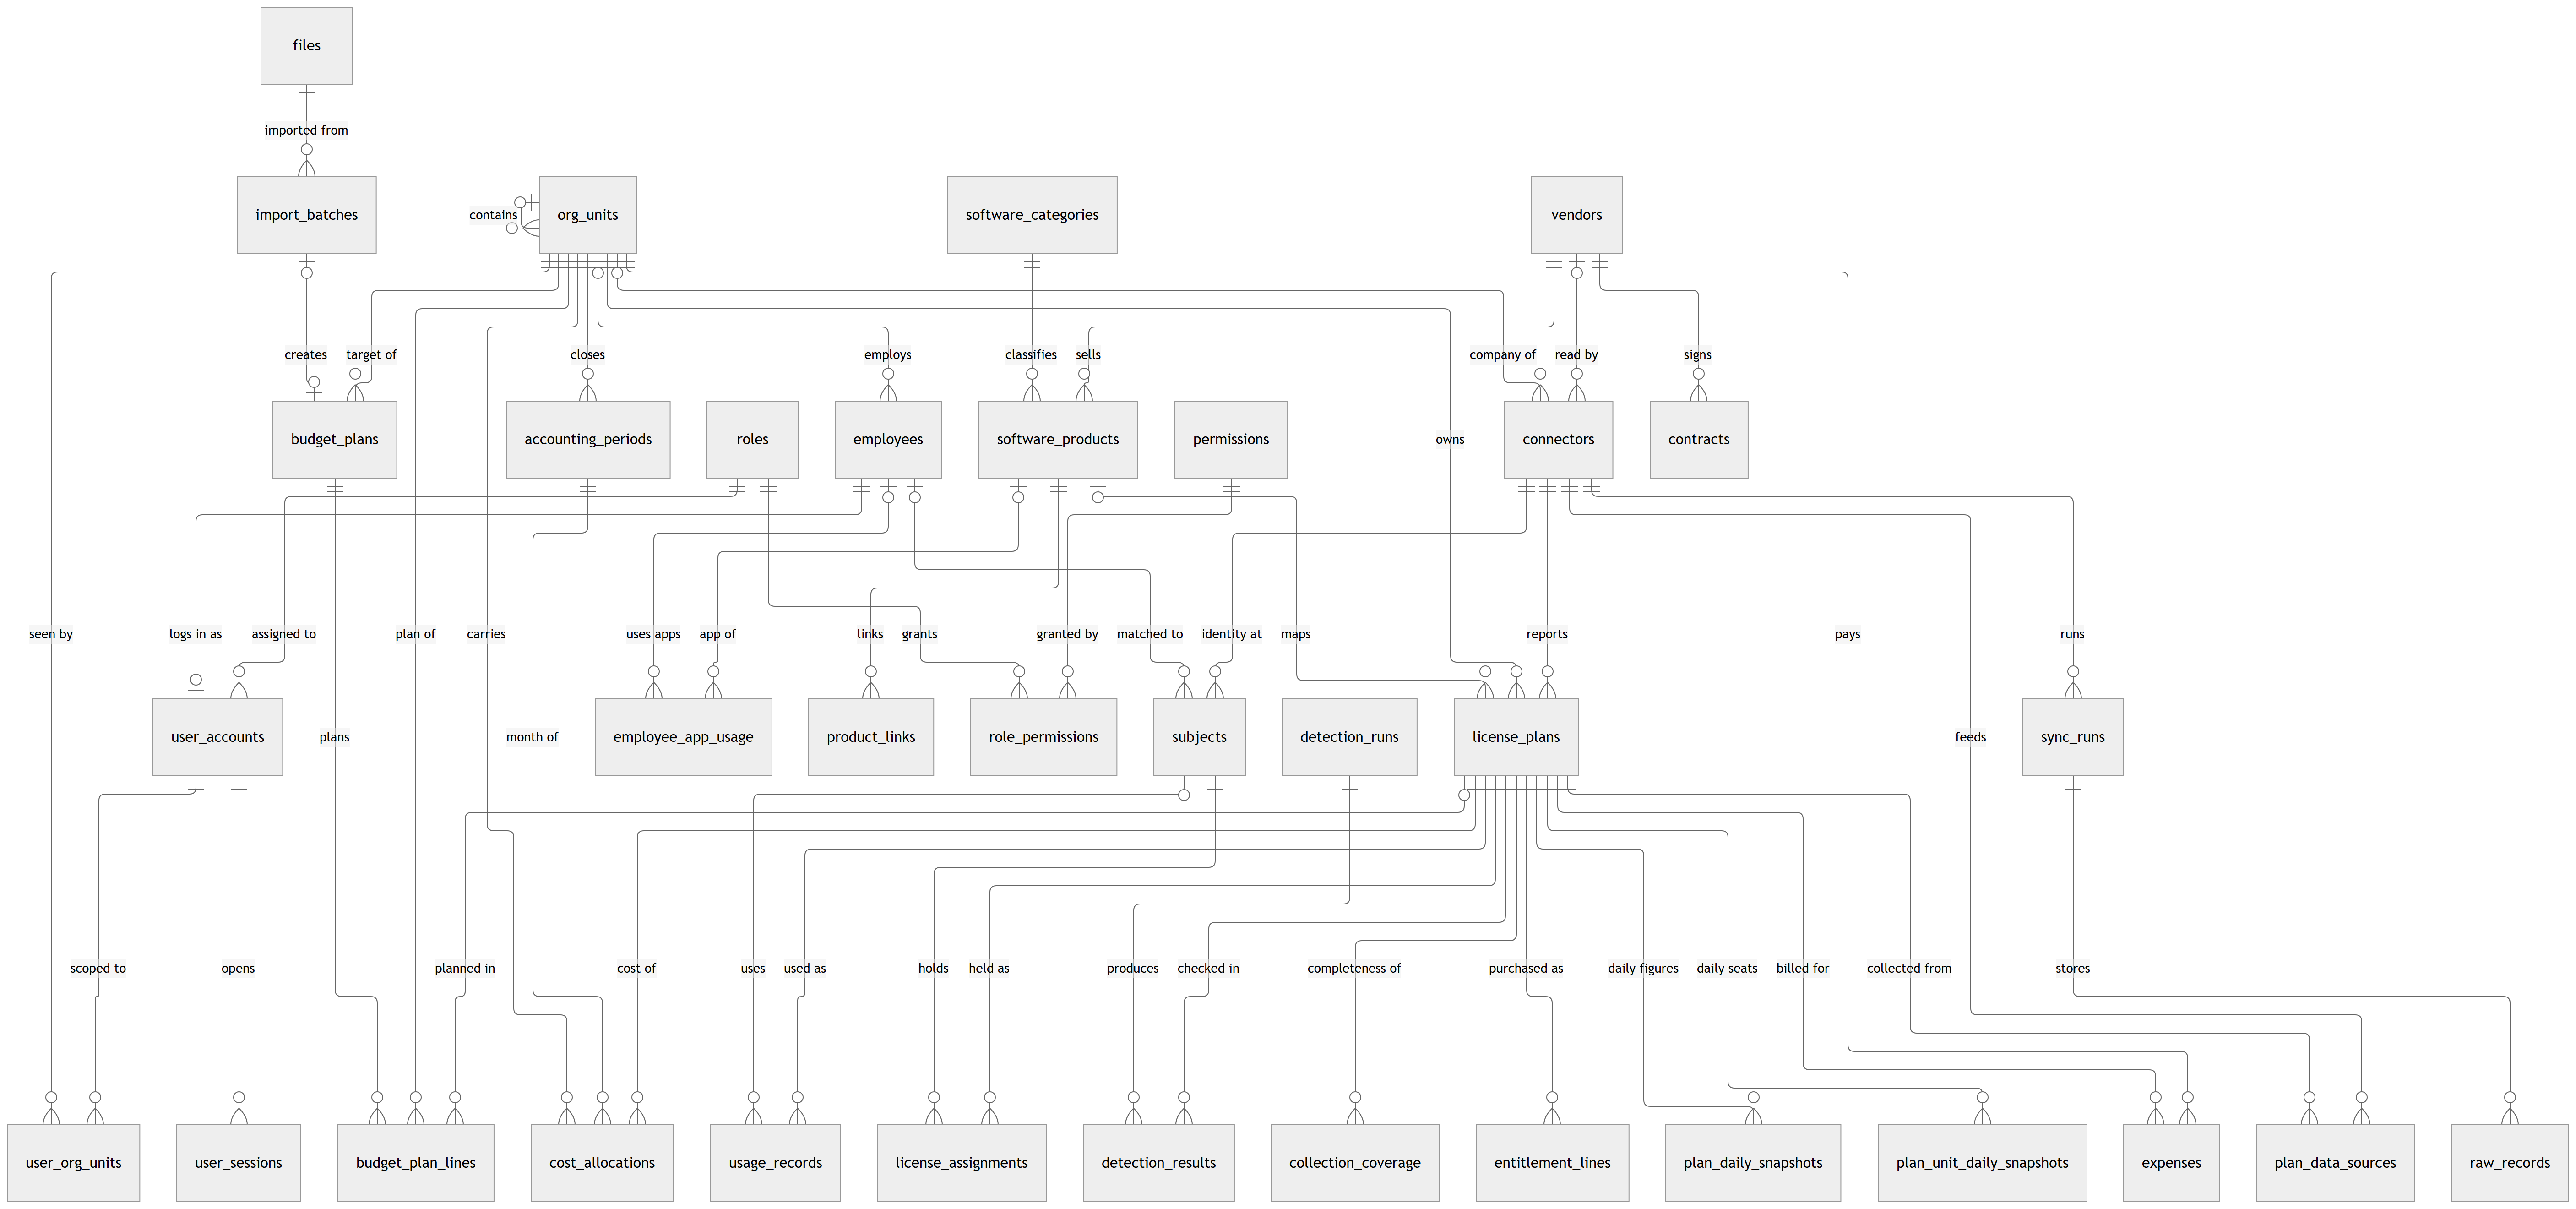 files
imported from
import_batches
contains
org_units
software_categories
vendors
creates
target of
closes
employs
classifies
sells
company of
read by
signs
budget_plans
accounting_periods
roles
employees
software_products
permissions
owns
connectors
contracts
seen by
logs in as
assigned to
plan of
carries
uses apps
app of
links
grants
granted by
matched to
identity at
maps
reports
pays
runs
user_accounts
plans
month of
employee_app_usage
product_links
role_permissions
subjects
detection_runs
license_plans
feeds
sync_runs
scoped to
opens
planned in
cost of
uses
used as
holds
held as
produces
checked in
completeness of
purchased as
daily figures
daily seats
billed for
collected from
stores
user_org_units
user_sessions
budget_plan_lines
cost_allocations
usage_records
license_assignments
detection_results
collection_coverage
entitlement_lines
plan_daily_snapshots
plan_unit_daily_snapshots
expenses
plan_data_sources
raw_records